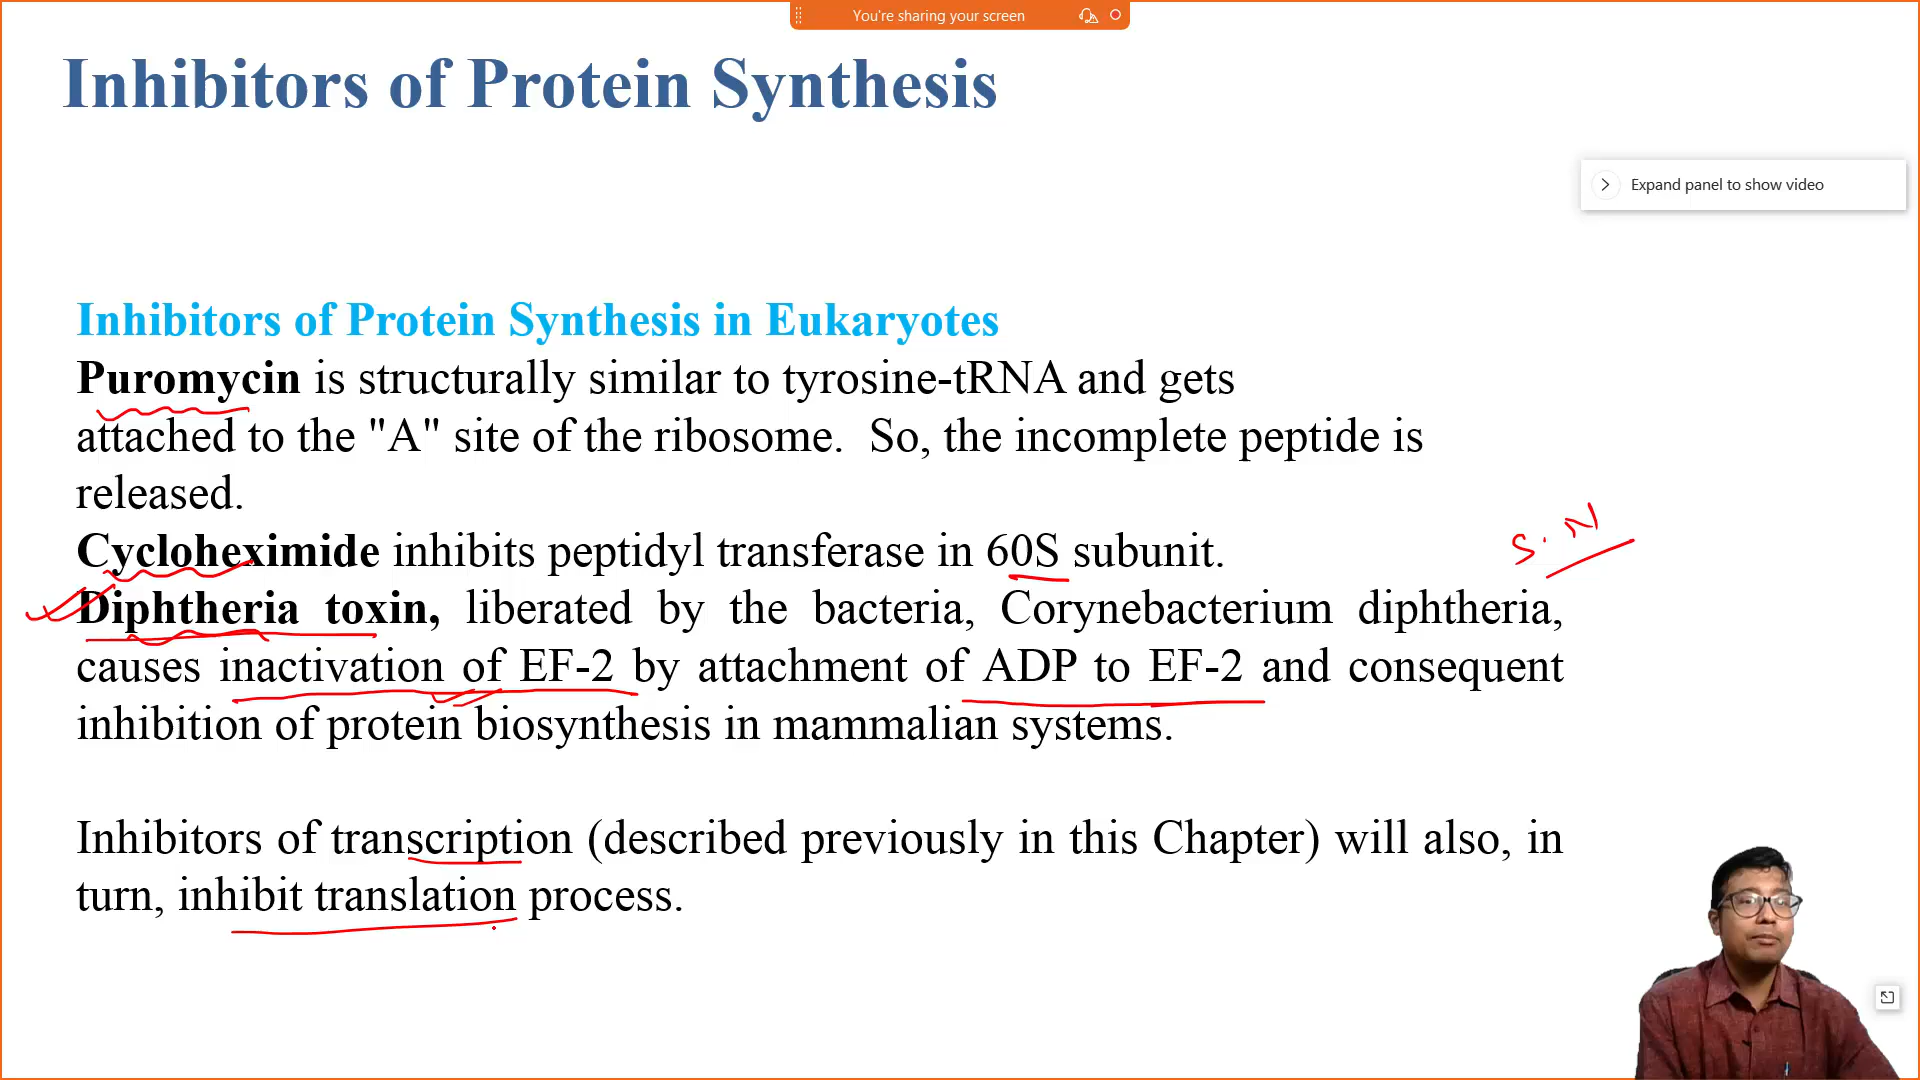 You're sharing your screen
Inhibitors of Protein Synthesis
Expand panel to show video
Inhibitors of Protein Synthesis in Eukaryotes
Puromycin is structurally similar to tyrosine-tRNA and gets
attached to the "A" site of the ribosome. So, the incomplete peptide is
released.
Cycloheximide inhibits peptidyl transferase in 60S subunit.
S. N
Diphtheria toxin, liberated by the bacteria, Corynebacterium diphtheria,
causes inactivation of EF-2 by attachment of ADP to EF-2 and consequent
inhibition of protein biosynthesis in mammalian systems.
Inhibitors of transcription (described previously in this Chapter) will also, in
turn, inhibit translation process.